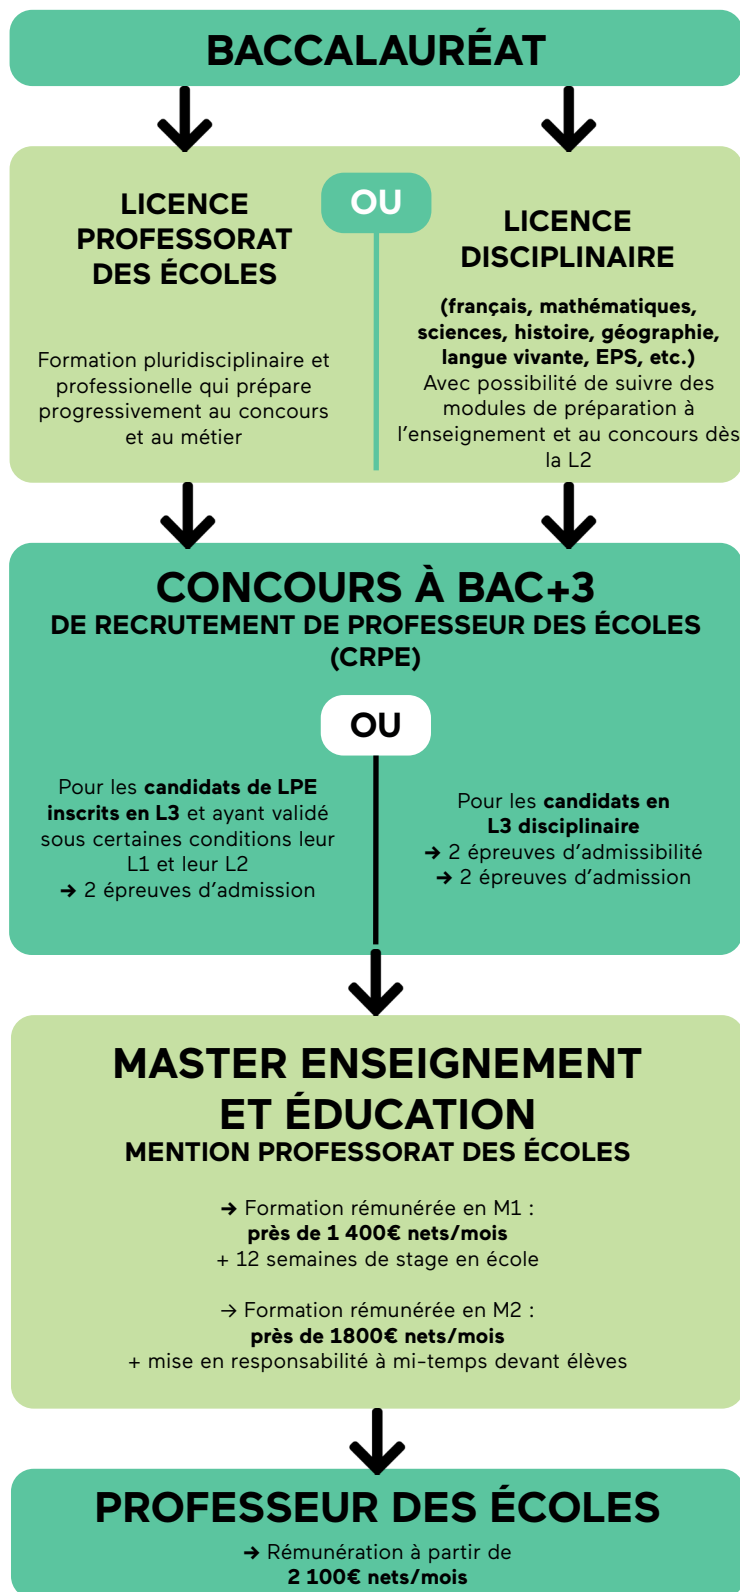 BACCALAURÉAT
LICENCE
PROFESSORAT
DES ÉCOLES
Formation pluridisciplinaire et
professionelle qui prépare
progressivement au concours
et au métier
OU
LICENCE
DISCIPLINAIRE
(français, mathématiques,
sciences, histoire, géographie,
langue vivante, EPS, etc.)
Avec possibilité de suivre des
modules de préparation à
l’enseignement et au concours dès
la L2
CONCOURS À BAC+3
DE RECRUTEMENT DE PROFESSEUR DES ÉCOLES
(CRPE)
OU
Pour les candidats de LPE
inscrits en L3 et ayant validé
sous certaines conditions leur
L1 et leur L2
→ 2 épreuves d’admission
Pour les candidats en
L3 disciplinaire
→ 2 épreuves d’admissibilité
→ 2 épreuves d’admission
MASTER ENSEIGNEMENT
ET ÉDUCATION
MENTION PROFESSORAT DES ÉCOLES
→ Formation rémunérée en M1 :
près de 1 400€ nets/mois
+ 12 semaines de stage en école
→ Formation rémunérée en M2 :
près de 1800€ nets/mois
+ mise en responsabilité à mi-temps devant élèves
PROFESSEUR DES ÉCOLES
→ Rémunération à partir de
2 100€ nets/mois